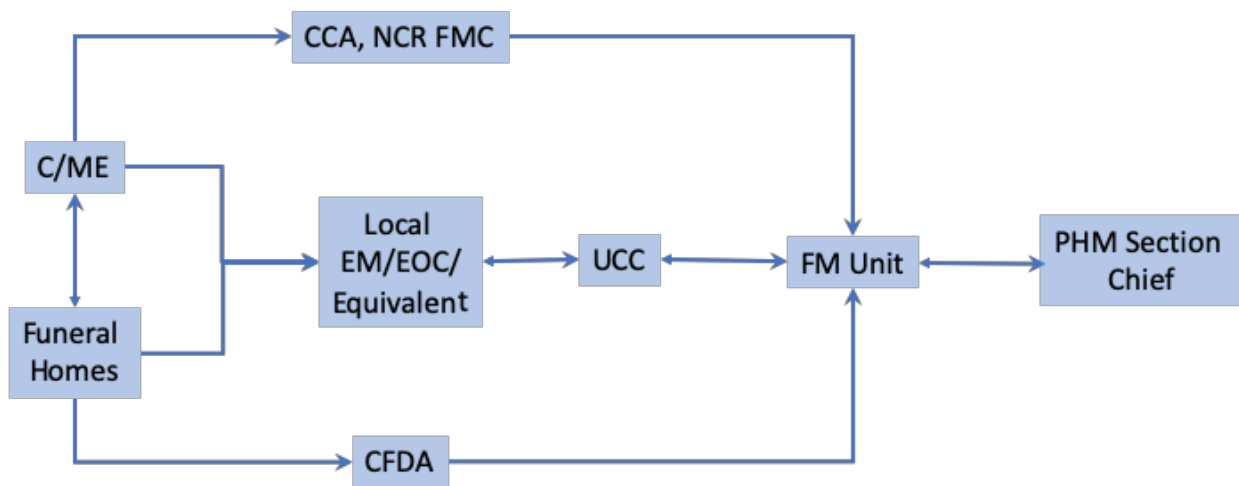 CCA, NCR FMC
C/ME
Local
EM/EOC/
Equivalent
UCC
FM Unit
PHM Section
Chief
Funeral
Homes
CFDA